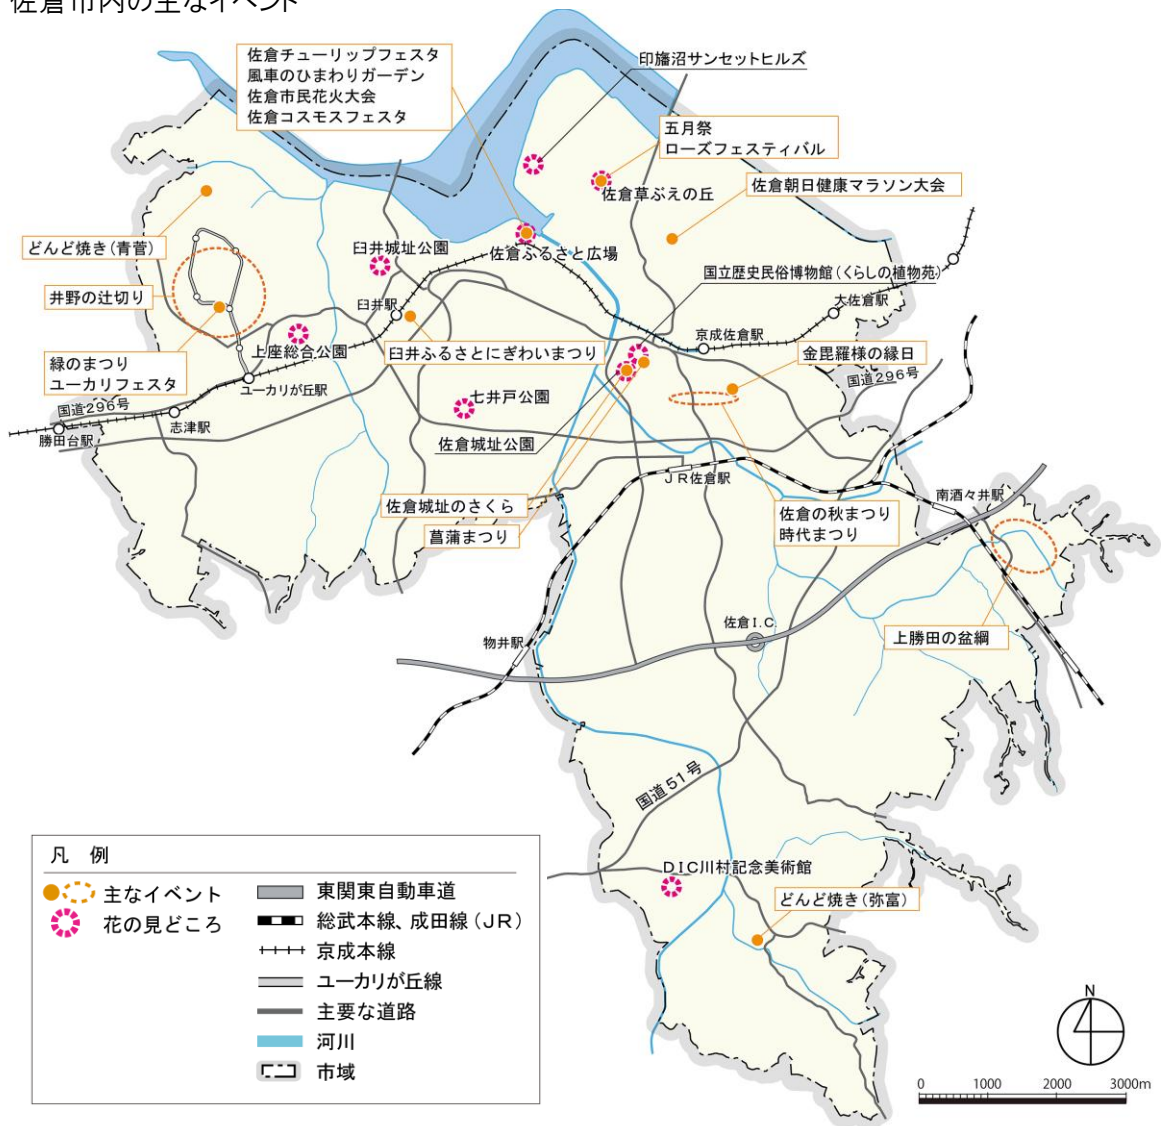 佐倉市内の主なイベント
佐倉チューリップフェスタ
風車のひまわりガーデン
佐倉市民花火大会
佐倉コスモスフェスタ
印旛沼サンセットヒルズ
五月祭
ローズフェスティバル
佐倉草ぶえの丘
佐倉朝日健康マラソン大会
どんど焼き(青菅)
臼井城址公園
佐倉ふるさと広場
国立歴史民俗博物館(くらしの植物苑)
井野の辻切り
臼井駅
大佐倉駅
京成佐倉駅
緑のまつり
ユーカリフェスタ
上座総合公園
臼井ふるさとにぎわいまつり
金毘羅様の縁日
国道296号
ユーカリが丘駅
七井戸公園
国道296号
志津駅
勝田台駅
佐倉城址公園
JR佐倉駅
南酒々井駅
佐倉城址のさくら
菖蒲まつり
佐倉の秋まつり
時代まつり
佐倉I.C.
上勝田の盆綱
物井駅
国道51号
DIC川村記念美術館
どんど焼き(弥富)
凡 例
主なイベント
花の見どころ
東関東自動車道
総武本線、成田線(JR)
京成本線
ユーカリが丘線
主要な道路
河川
市域
N
0 1000 2000 3000m